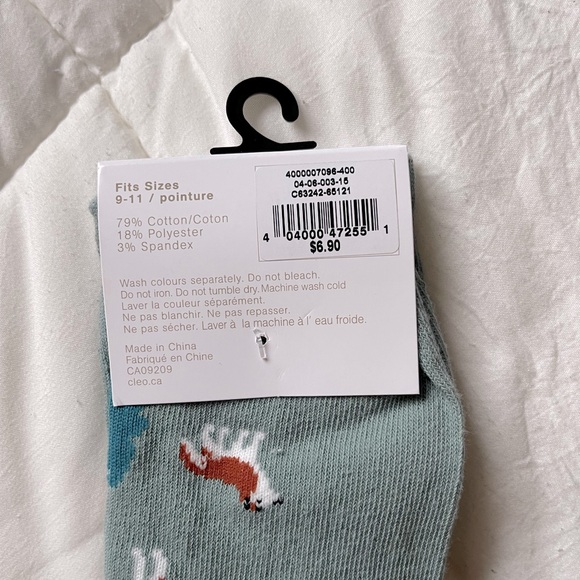 Fits Sizes
9-11 / pointure
79% Cotton/Coton
18% Polyester
3% Spandex
4000007096-400
04-06-003-15
C63242-65121
4 04000 47255 1
$6.90
Wash colours separately. Do not bleach.
Do not iron. Do not tumble dry. Machine wash cold
Laver la couleur séparément.
Ne pas blanchir. Ne pas repasser.
Ne pas sécher. Laver à la machine à l' eau froide.
Made in China
Fabriqué en Chine
CA09209
cleo.ca